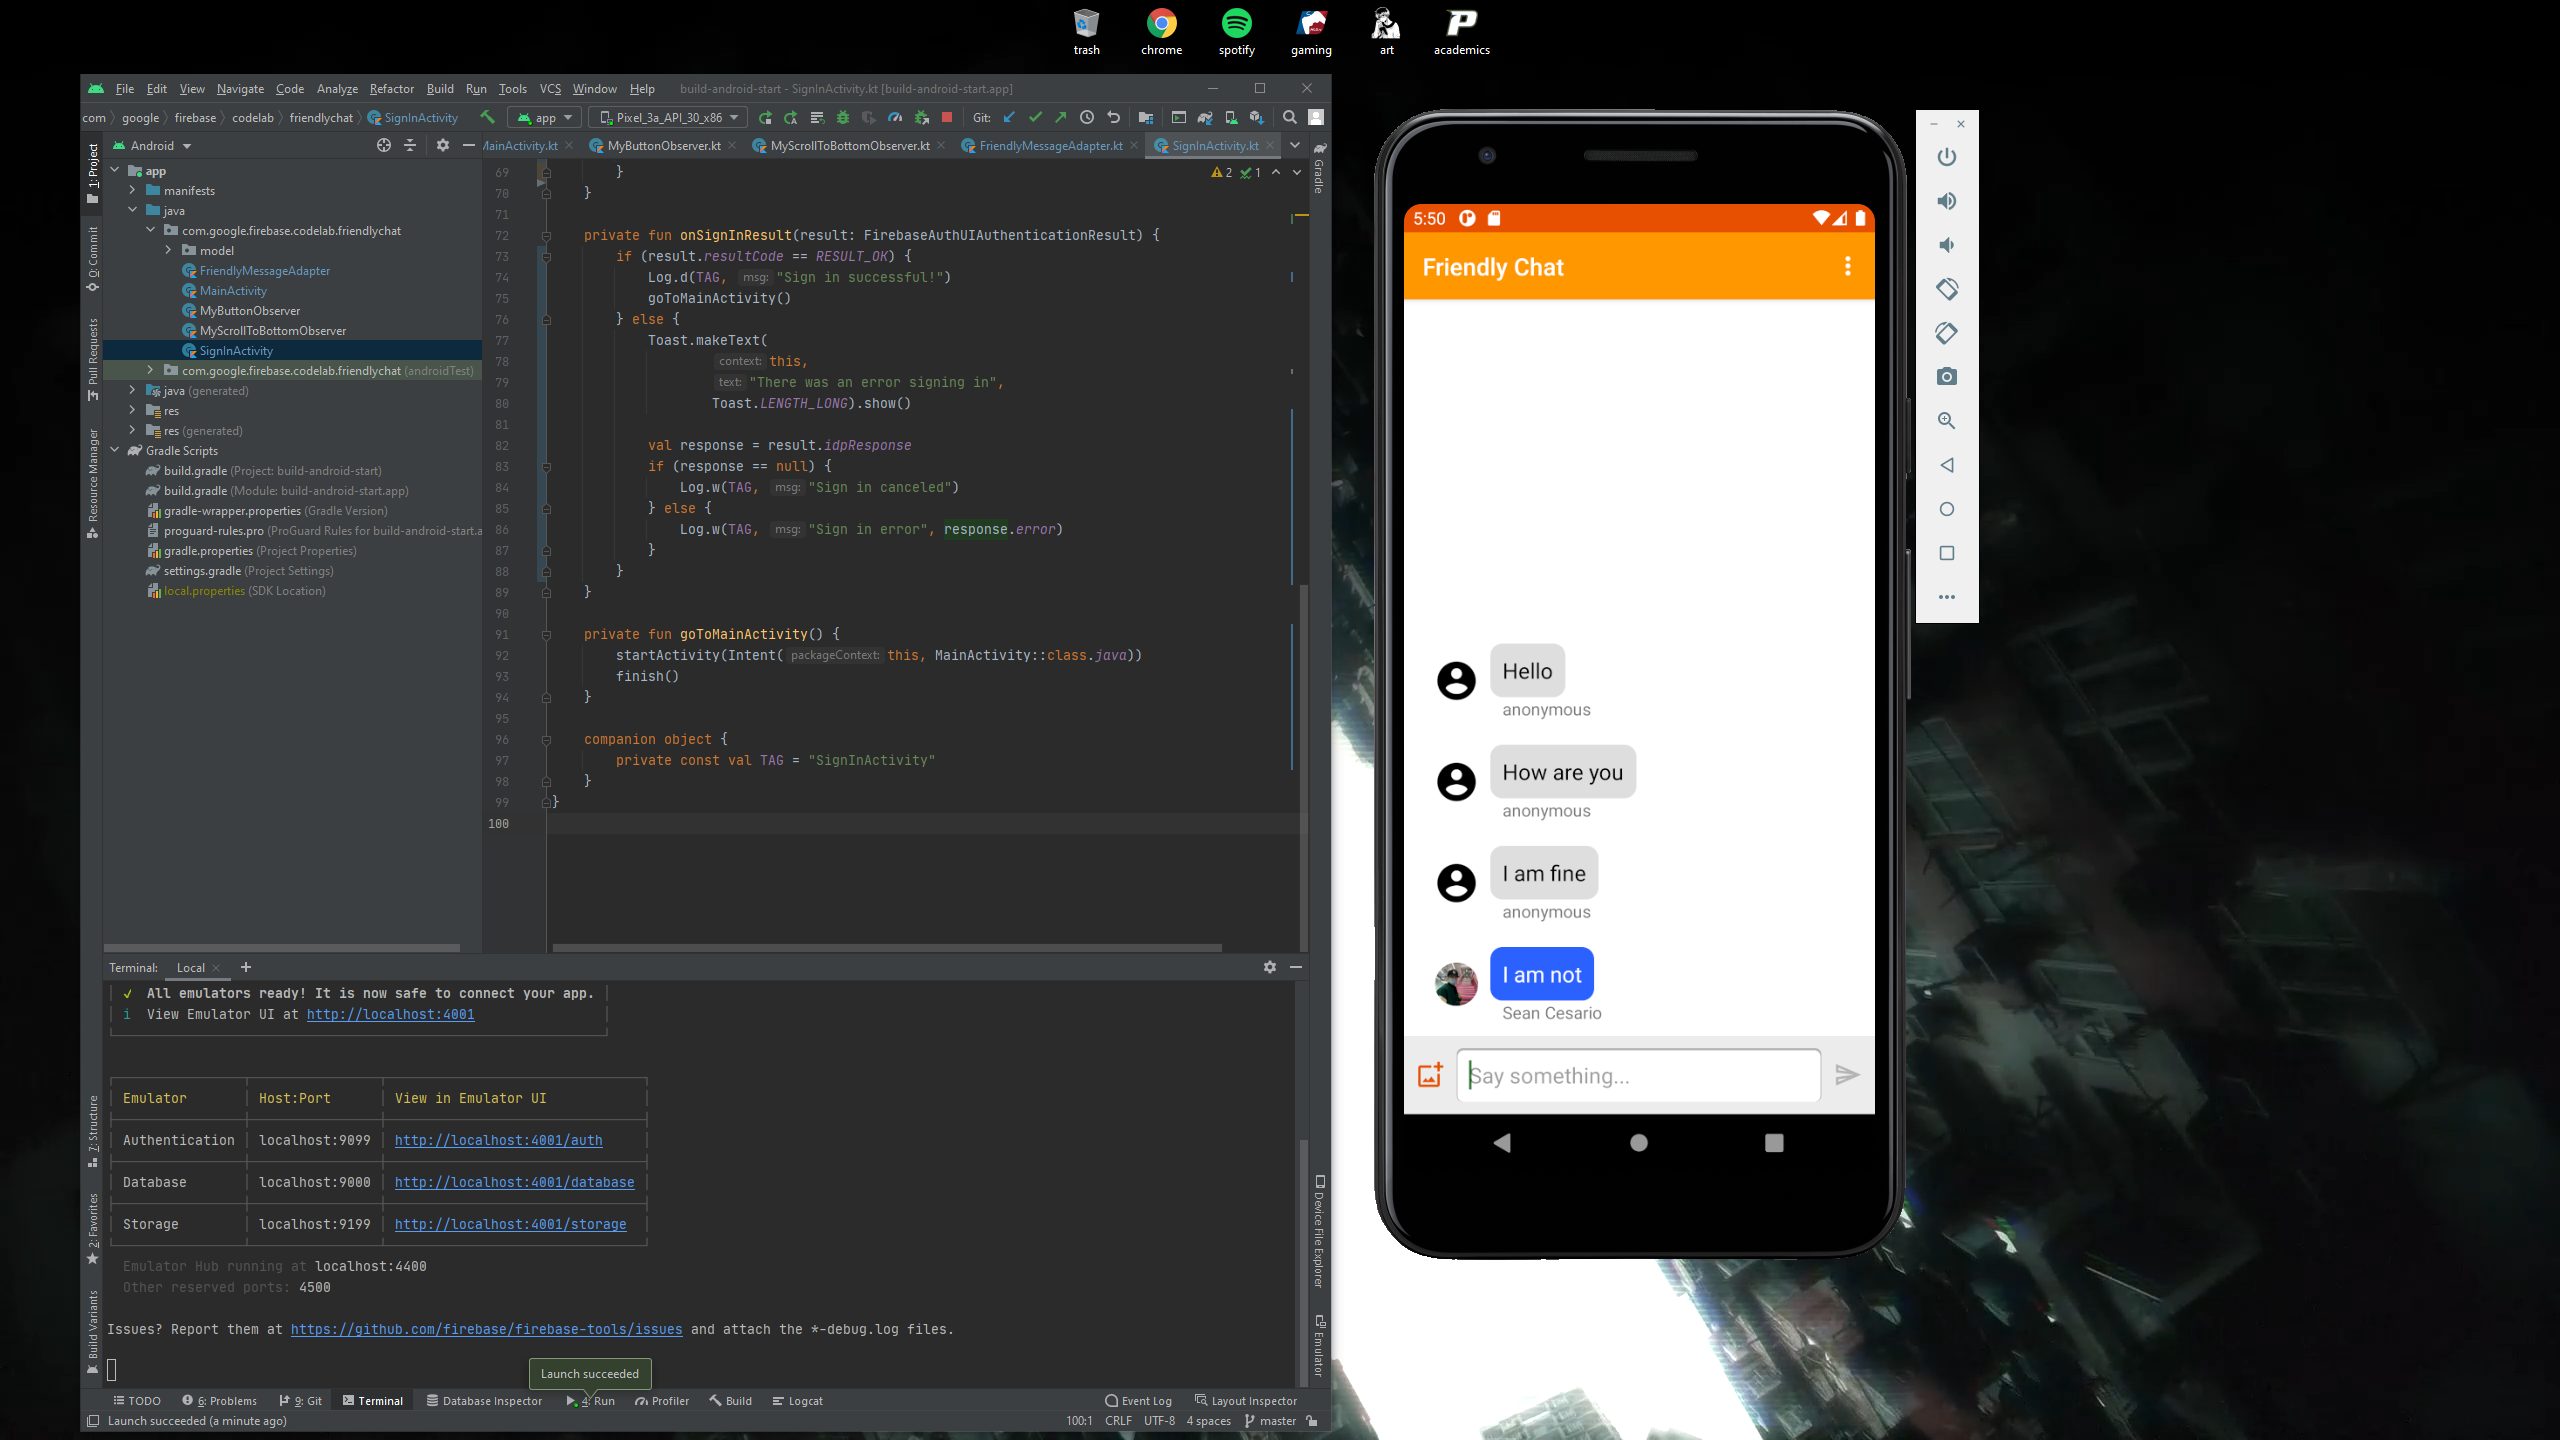 trash
chrome
spotify
gaming
art
academics
File Edit View Navigate Code Analyze Refactor Build Run Tools VCS Window Help build-android-start - SignInActivity.kt [build-android-start.app]
com google firebase codelab friendlychat SignInActivity app Pixel_3a_API_30_x86 Git:
Android
MainActivity.kt MyButtonObserver.kt MyScrollToBottomObserver.kt FriendlyMessageAdapter.kt SignInActivity.kt
1: Project
0: Commit
Pull Requests
Resource Manager
7: Structure
2: Favorites
Build Variants
app
manifests
java
com.google.firebase.codelab.friendlychat
model
FriendlyMessageAdapter
MainActivity
MyButtonObserver
MyScrollToBottomObserver
SignInActivity
com.google.firebase.codelab.friendlychat (androidTest)
java (generated)
res
res (generated)
Gradle Scripts
build.gradle (Project: build-android-start)
build.gradle (Module: build-android-start.app)
gradle-wrapper.properties (Gradle Version)
proguard-rules.pro (ProGuard Rules for build-android-start.a
gradle.properties (Project Properties)
settings.gradle (Project Settings)
local.properties (SDK Location)
2 1
69 }
70 }
71
72 private fun onSignInResult(result: FirebaseAuthUIAuthenticationResult) {
73 if (result.resultCode == RESULT_OK) {
74 Log.d(TAG, msg: "Sign in successful!")
75 goToMainActivity()
76 } else {
77 Toast.makeText(
78 context: this,
79 text: "There was an error signing in",
80 Toast.LENGTH_LONG).show()
81
82 val response = result.idpResponse
83 if (response == null) {
84 Log.w(TAG, msg: "Sign in canceled")
85 } else {
86 Log.w(TAG, msg: "Sign in error", response.error)
87 }
88 }
89 }
90
91 private fun goToMainActivity() {
92 startActivity(Intent( packageContext: this, MainActivity::class.java))
93 finish()
94 }
95
96 companion object {
97 private const val TAG = "SignInActivity"
98 }
99 }
100
Gradle
Device File Explorer
Emulator
Terminal: Local
✓ All emulators ready! It is now safe to connect your app.
i View Emulator UI at http://localhost:4001
Emulator Host:Port View in Emulator UI
Authentication localhost:9099 http://localhost:4001/auth
Database localhost:9000 http://localhost:4001/database
Storage localhost:9199 http://localhost:4001/storage
Emulator Hub running at localhost:4400
Other reserved ports: 4500
Issues? Report them at https://github.com/firebase/firebase-tools/issues and attach the *-debug.log files.
Launch succeeded
TODO 6: Problems 9: Git Terminal Database Inspector 4: Run Profiler Build Logcat Event Log Layout Inspector
Launch succeeded (a minute ago) 100:1 CRLF UTF-8 4 spaces master
5:50
Friendly Chat
Hello
anonymous
How are you
anonymous
I am fine
anonymous
I am not
Sean Cesario
Say something...